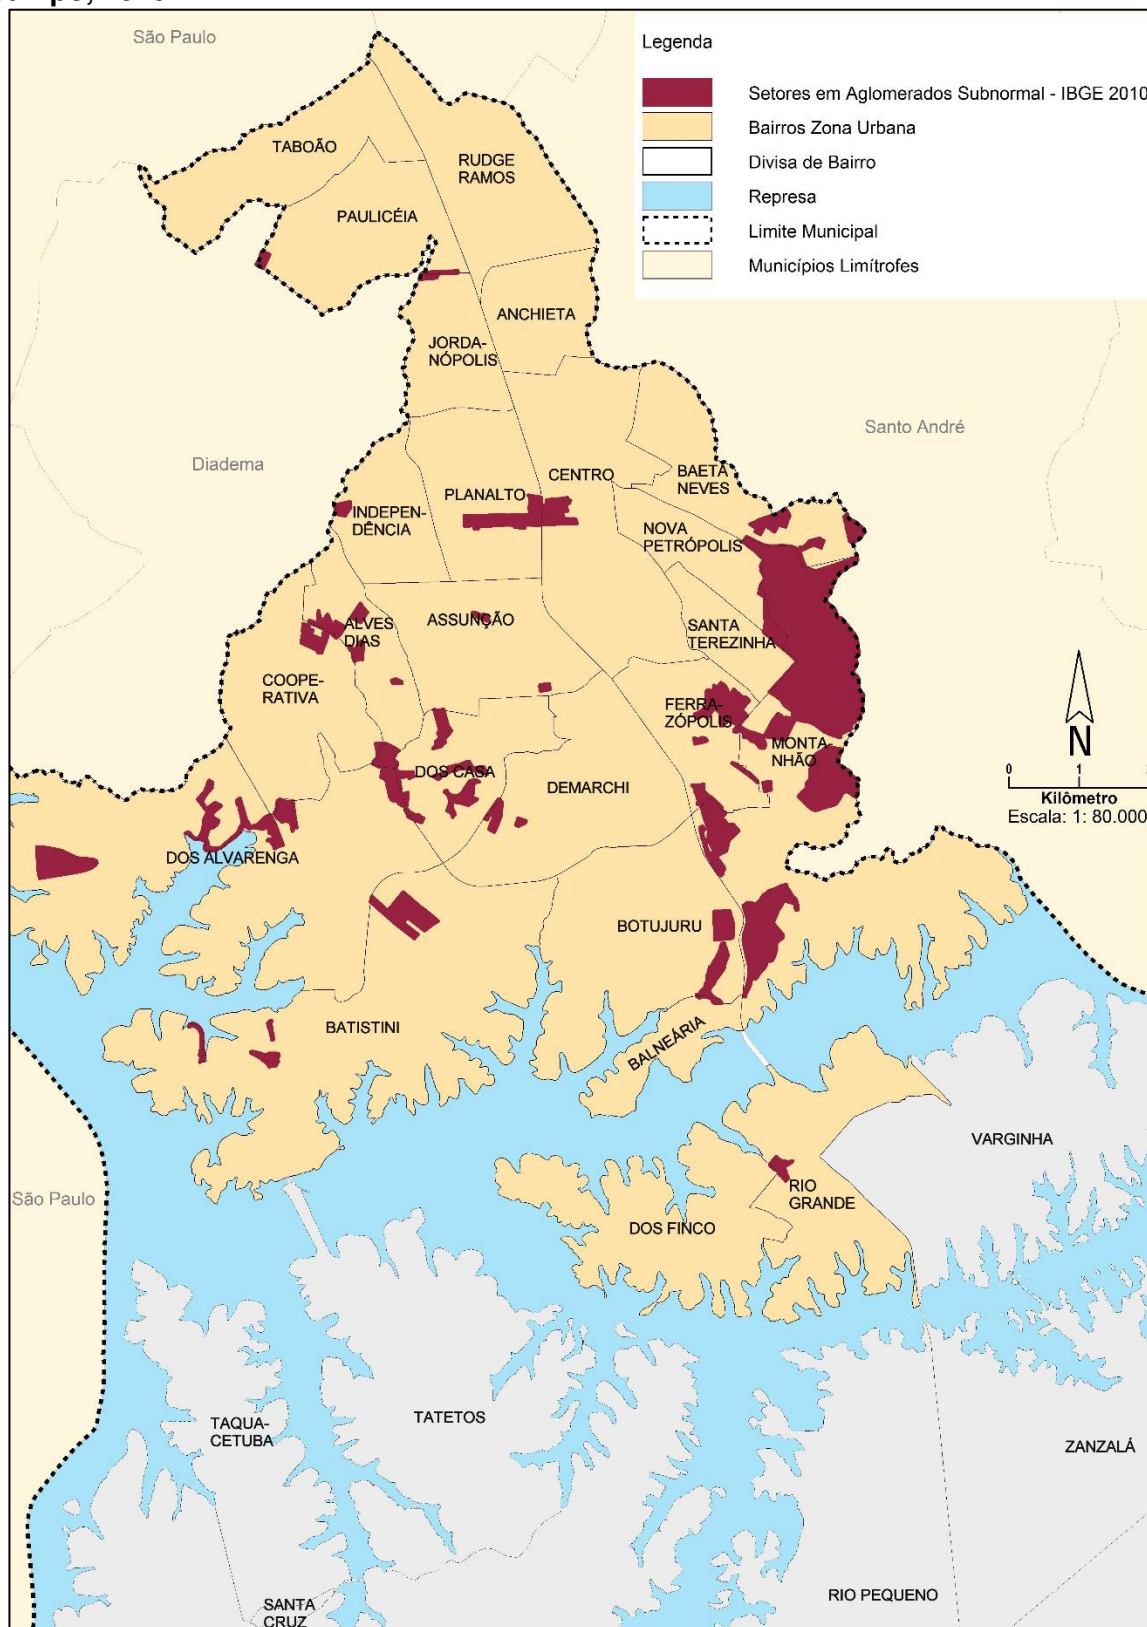 São Paulo
Legenda
Setores em Aglomerados Subnormal - IBGE 2010
Bairros Zona Urbana
Divisa de Bairro
Represa
Limite Municipal
Municípios Limítrofes
TABOÃO
RUDGE
RAMOS
PAULICÉIA
ANCHIETA
JORDA-
NÓPOLIS
Santo André
Diadema
CENTRO
BAETA
NEVES
PLANALTO
INDEPEN-
DÊNCIA
NOVA
PETRÓPOLIS
ALVES
DIAS
ASSUNÇÃO
SANTA
TEREZINHA
COOPE-
RATIVA
FERRA-
ZÓPOLIS
MONTA-
NHÃO
N
0 1
Kilômetro
Escala: 1: 80.000
DOS CASA
DEMARCHI
DOS ALVARENGA
BOTUJURU
BATISTINI
BALNEÁRIA
VARGINHA
São Paulo
RIO
GRANDE
DOS FINCO
TAQUA-
CETUBA
TATETOS
ZANZALÁ
SANTA
CRUZ
RIO PEQUENO